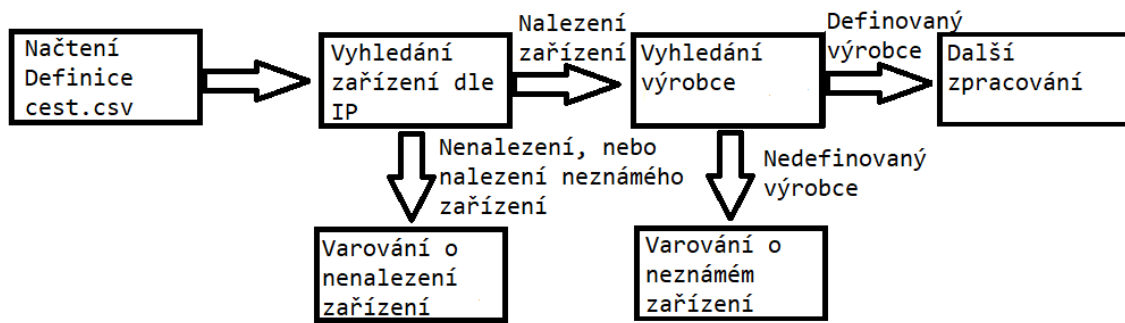 Načtení
Definice
cest.csv
Vyhledání
zařízení dle
IP
Nalezení
zařízení
Vyhledání
výrobce
Definovaný
výrobce
Další
zpracování
Nenalezení, nebo
nalezení neznámého
zařízení
Nedefinovaný
výrobce
Varování o
nenalezení
zařízení
Varování o
neznámém
zařízení